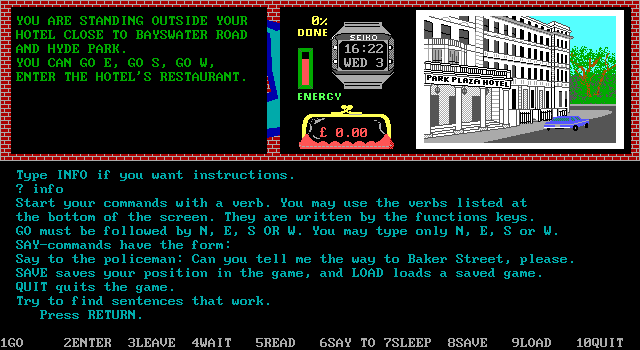 YOU ARE STANDING OUTSIDE YOUR
HOTEL CLOSE TO BAYSWATER ROAD
AND HYDE PARK.
YOU CAN GO E, GO S, GO W,
ENTER THE HOTEL'S RESTAURANT.
0%
DONE
ENERGY
SEIKO
16:22
WED 3
£ 0.00
PARK PLAZA HOTEL
Type INFO if you want instructions.
? info
Start your commands with a verb. You may use the verbs listed at
the bottom of the screen. They are written by the functions keys.
GO must be followed by N, E, S OR W. You may type only N, E, S or W.
SAY-commands have the form:
Say to the policeman: Can you tell me the way to Baker Street, please.
SAVE saves your position in the game, and LOAD loads a saved game.
QUIT quits the game.
Try to find sentences that work.
Press RETURN.
1GO 2ENTER 3LEAVE 4WAIT 5READ 6SAY TO 7SLEEP 8SAVE 9LOAD 10QUIT